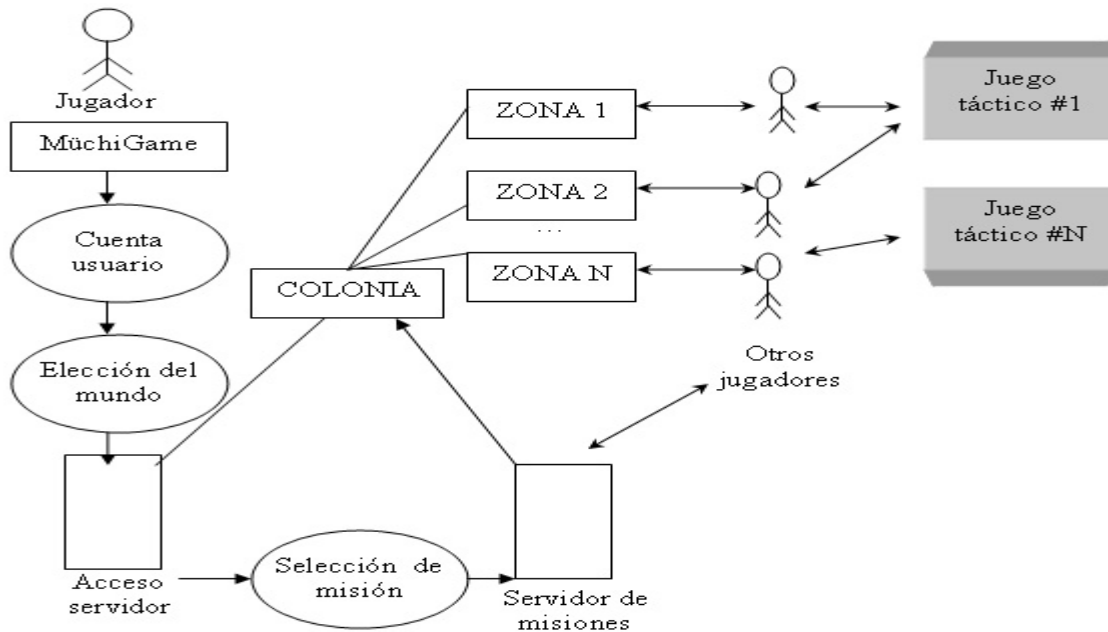 Jugador
MüchiGame
Cuenta
usuario
Elección del
mundo
Acceso
servidor
Selección de
misión
Servidor de
misiones
COLONIA
ZONA 1
ZONA 2
...
ZONA N
Otros
jugadores
Juego
táctico #1
Juego
táctico #N